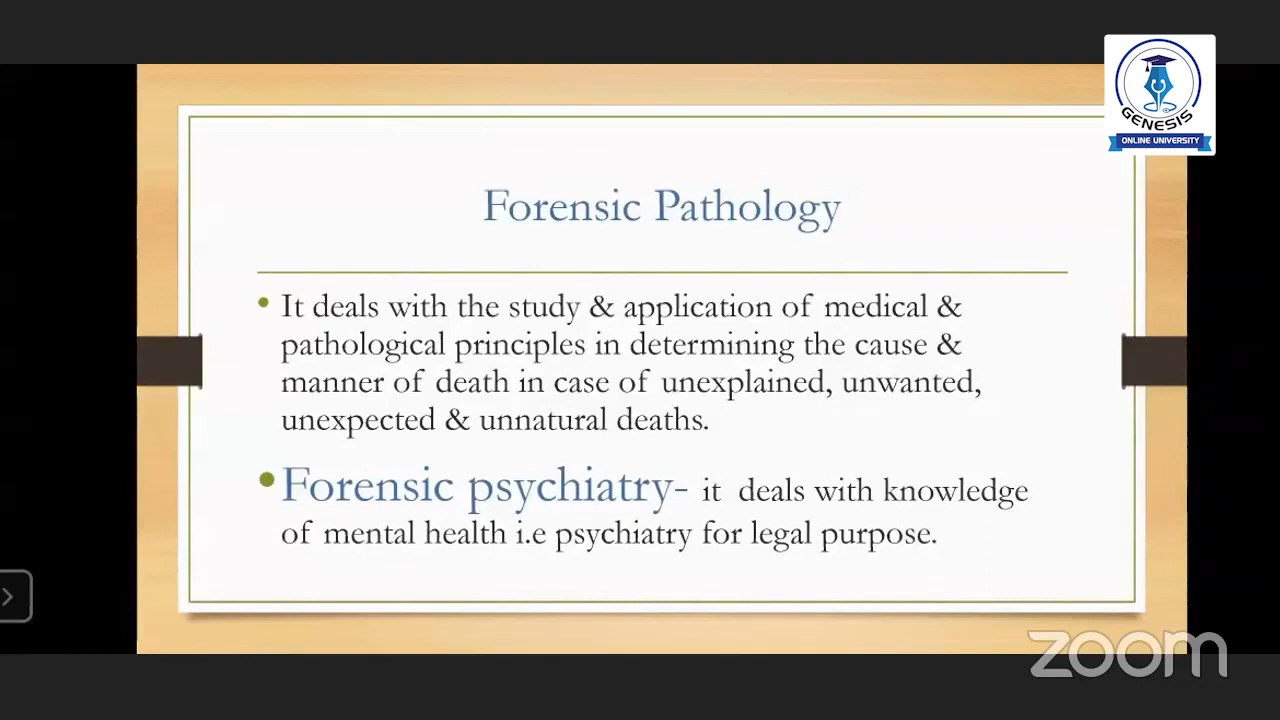 GENESIS
ONLINE UNIVERSITY
Forensic Pathology
• It deals with the study & application of medical &
pathological principles in determining the cause &
manner of death in case of unexplained, unwanted,
unexpected & unnatural deaths.
• Forensic psychiatry- it deals with knowledge
of mental health i.e psychiatry for legal purpose.
zoom